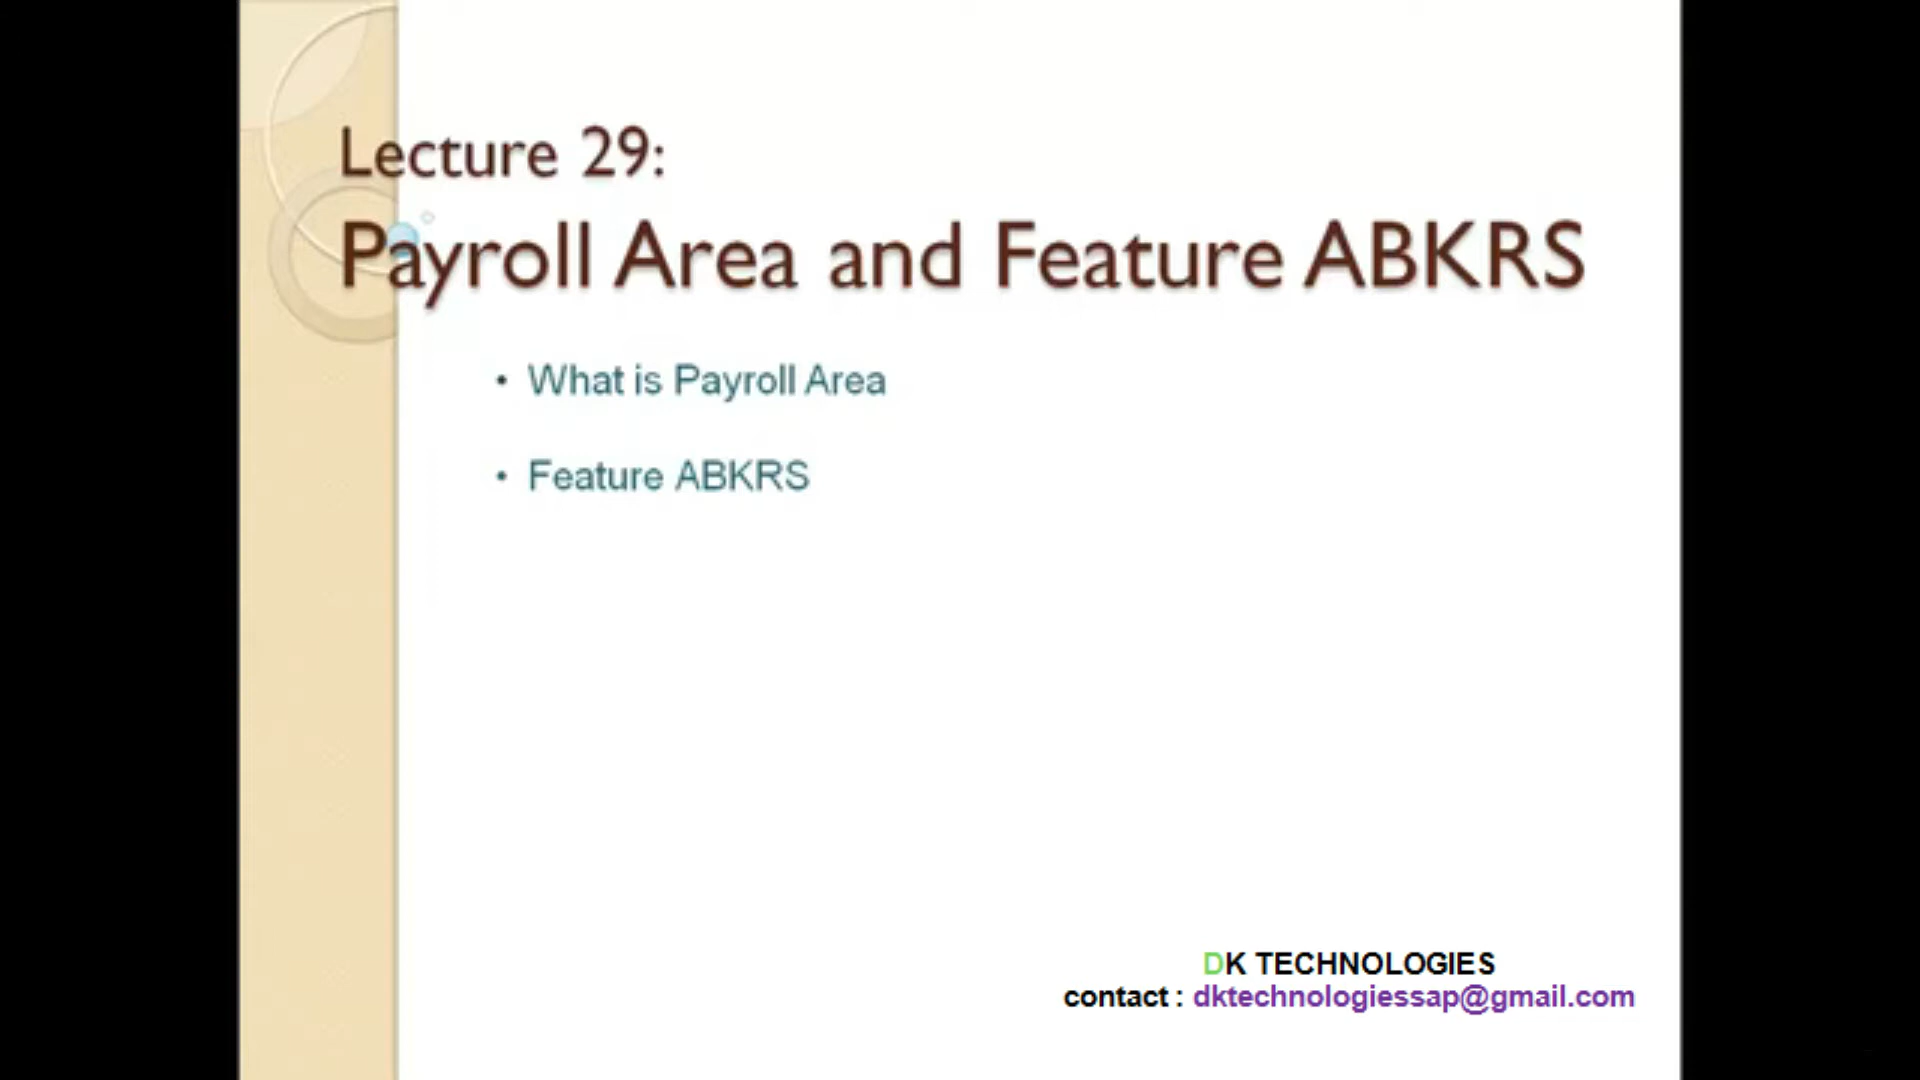 Lecture 29:
Payroll Area and Feature ABKRS
• What is Payroll Area
• Feature ABKRS
DK TECHNOLOGIES
contact : dktechnologiessap@gmail.com